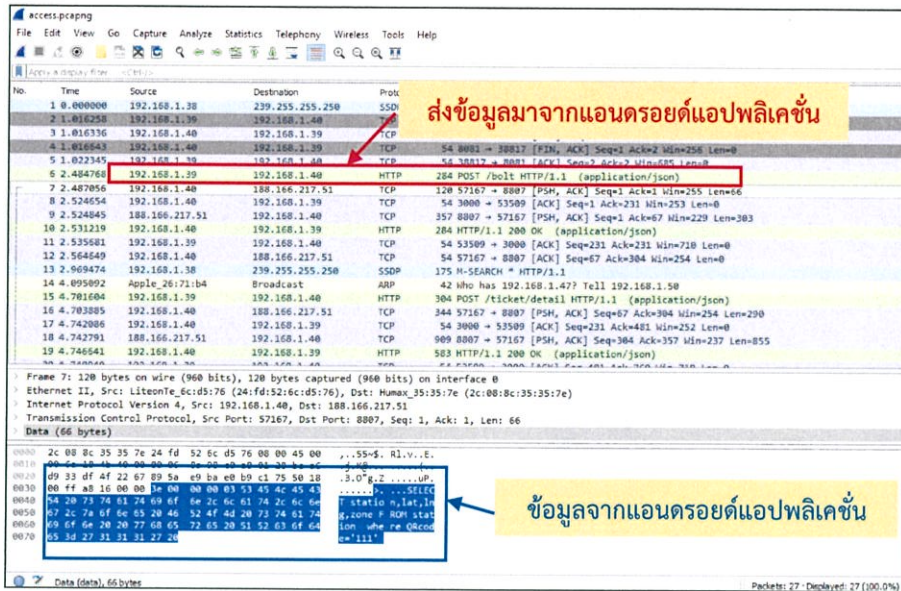 access.pcapng
File Edit View Go Capture Analyze Statistics Telephony Wireless Tools Help
Apply a display filter ... <Ctrl-/>
No. Time Source Destination
1 0.000000 192.168.1.38 239.255.255.250 SSDP
2 1.016258 192.168.1.39 192.168.1.40
3 1.016336 192.168.1.40 192.168.1.39 TCP
4 1.016643 192.168.1.40 192.168.1.39 TCP 54 8081 → 38817 [FIN, ACK] Seq=1 Ack=2 Win=256 Len=0
5 1.022345 192.168.1.39 192.168.1.40 TCP 54 38817 → 8081 [ACK] Seq=2 Ack=2 Win=685 Len=0
ส่งข้อมูลมาจากแอนดรอยด์แอปพลิเคชั่น
6 2.484768 192.168.1.39 192.168.1.40 HTTP 284 POST /bolt HTTP/1.1 (application/json)
7 2.487056 192.168.1.40 188.166.217.51 TCP 120 57167 → 8807 [PSH, ACK] Seq=1 Ack=1 Win=255 Len=66
8 2.524654 192.168.1.40 192.168.1.39 TCP 54 3000 → 53509 [ACK] Seq=1 Ack=231 Win=253 Len=0
9 2.524845 188.166.217.51 192.168.1.40 TCP 357 8807 → 57167 [PSH, ACK] Seq=1 Ack=67 Win=229 Len=303
10 2.531219 192.168.1.40 192.168.1.39 HTTP 284 HTTP/1.1 200 OK (application/json)
11 2.535681 192.168.1.39 192.168.1.40 TCP 54 53509 → 3000 [ACK] Seq=231 Ack=231 Win=710 Len=0
12 2.564649 192.168.1.40 188.166.217.51 TCP 54 57167 → 8807 [ACK] Seq=67 Ack=304 Win=254 Len=0
13 2.969474 192.168.1.38 239.255.255.250 SSDP 175 M-SEARCH * HTTP/1.1
14 4.095092 Apple_26:71:b4 Broadcast ARP 42 Who has 192.168.1.47? Tell 192.168.1.50
15 4.701604 192.168.1.39 192.168.1.40 HTTP 304 POST /ticket/detail HTTP/1.1 (application/json)
16 4.703885 192.168.1.40 188.166.217.51 TCP 344 57167 → 8807 [PSH, ACK] Seq=67 Ack=304 Win=254 Len=290
17 4.742086 192.168.1.40 192.168.1.39 TCP 54 3000 → 53509 [ACK] Seq=231 Ack=481 Win=252 Len=0
18 4.742791 188.166.217.51 192.168.1.40 TCP 909 8807 → 57167 [PSH, ACK] Seq=304 Ack=357 Win=237 Len=855
19 4.746641 192.168.1.40 192.168.1.39 HTTP 583 HTTP/1.1 200 OK (application/json)
Frame 7: 120 bytes on wire (960 bits), 120 bytes captured (960 bits) on interface 0
Ethernet II, Src: LiteonTe_6c:d5:76 (24:fd:52:6c:d5:76), Dst: Humax_35:35:7e (2c:08:8c:35:35:7e)
Internet Protocol Version 4, Src: 192.168.1.40, Dst: 188.166.217.51
Transmission Control Protocol, Src Port: 57167, Dst Port: 8807, Seq: 1, Ack: 1, Len: 66
Data (66 bytes)
0000 2c 08 8c 35 35 7e 24 fd 52 6c d5 76 08 00 45 00 ,..55~$. Rl.v..E.
0010
0020 d9 33 df 4f 22 67 89 5a e9 ba e0 b9 c1 75 50 18 .3.O"g.Z .....uP.
0030 00 ff a8 16 00 00 3e 00 00 00 03 53 45 4c 45 43 ......>. ...SELEC
0040 54 20 73 74 61 74 69 6f 6e 2c 6c 61 74 2c 6c 6e T statio n,lat,ln
0050 67 2c 7a 6f 6e 65 20 46 52 4f 4d 20 73 74 61 74 g,zone F ROM stat
0060 69 6f 6e 20 20 77 68 65 72 65 20 51 52 63 6f 64 ion whe re QRcod
0070 65 3d 27 31 31 31 27 20 e='111'
ข้อมูลจากแอนดรอยด์แอปพลิเคชั่น
Data (data), 66 bytes
Packets: 27 · Displayed: 27 (100.0%)